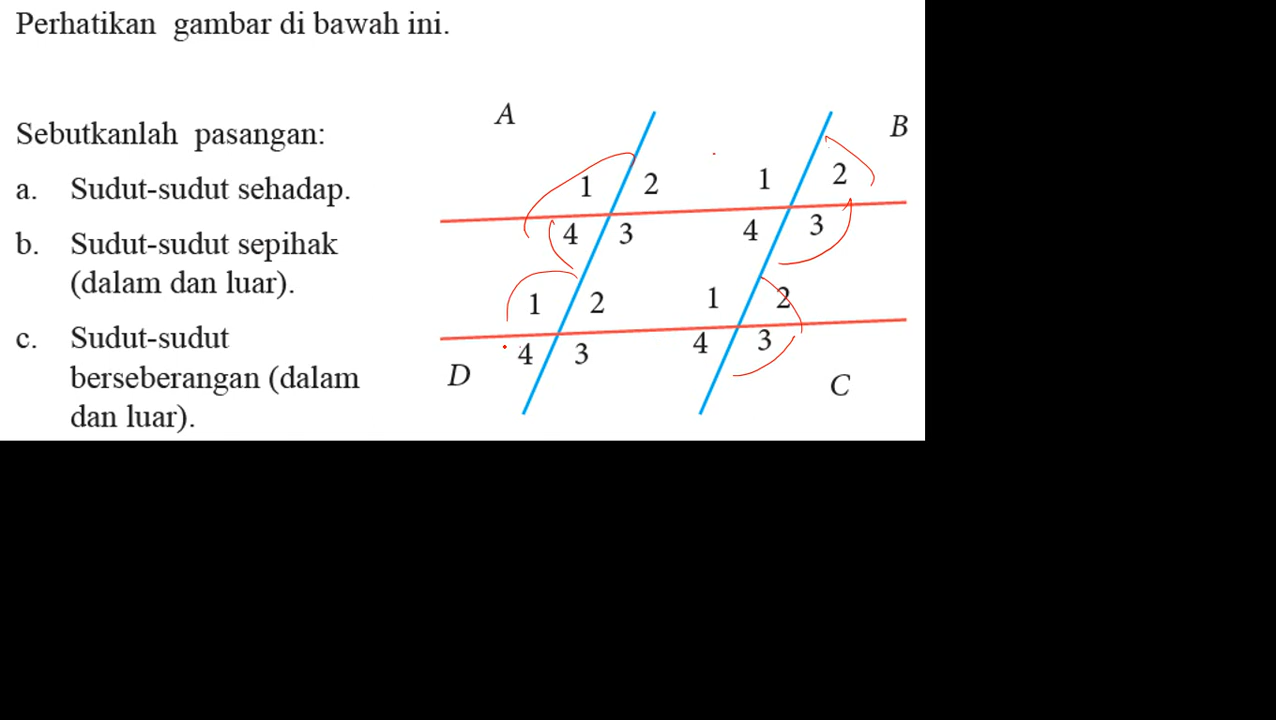 Perhatikan gambar di bawah ini.
Sebutkanlah pasangan:
a. Sudut-sudut sehadap.
b. Sudut-sudut sepihak
(dalam dan luar).
c. Sudut-sudut
berseberangan (dalam
dan luar).
A
B
1 2 1 2
4 3 4 3
1 2 1 2
4 3 4 3
D
C